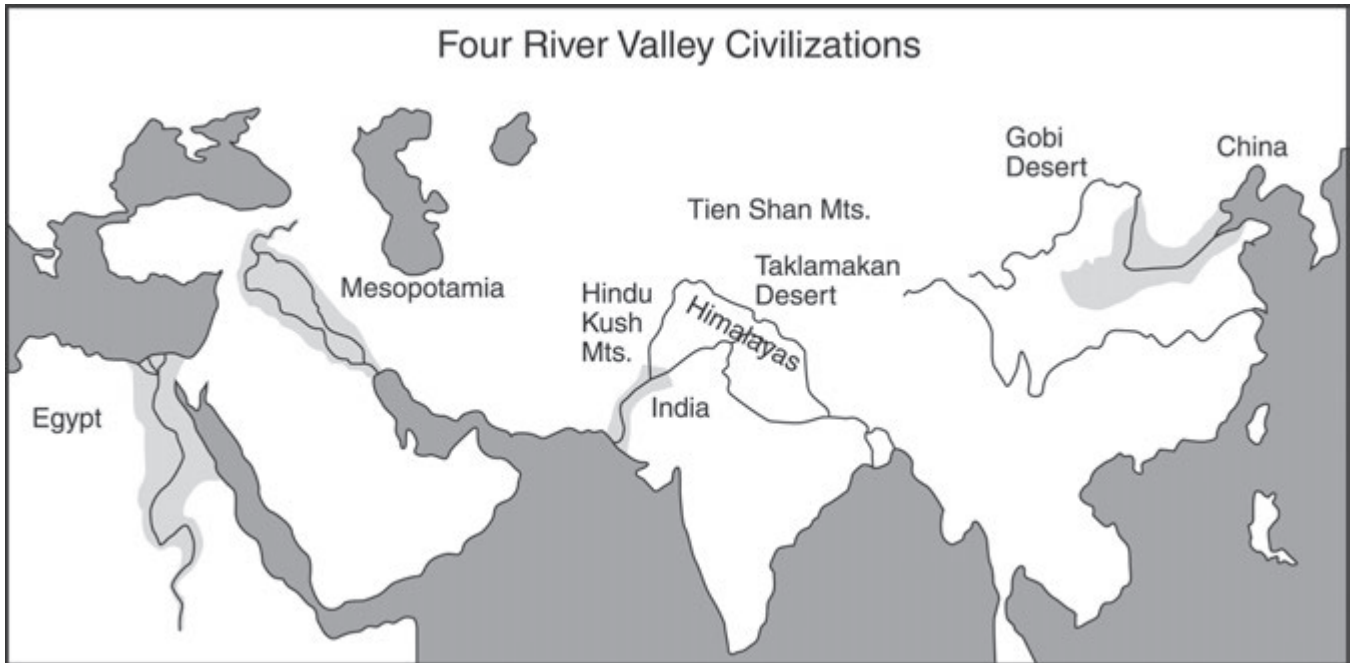 Four River Valley Civilizations
Gobi
Desert
China
Tien Shan Mts.
Taklamakan
Desert
Mesopotamia
Hindu
Kush
Mts.
Himalayas
Egypt
India